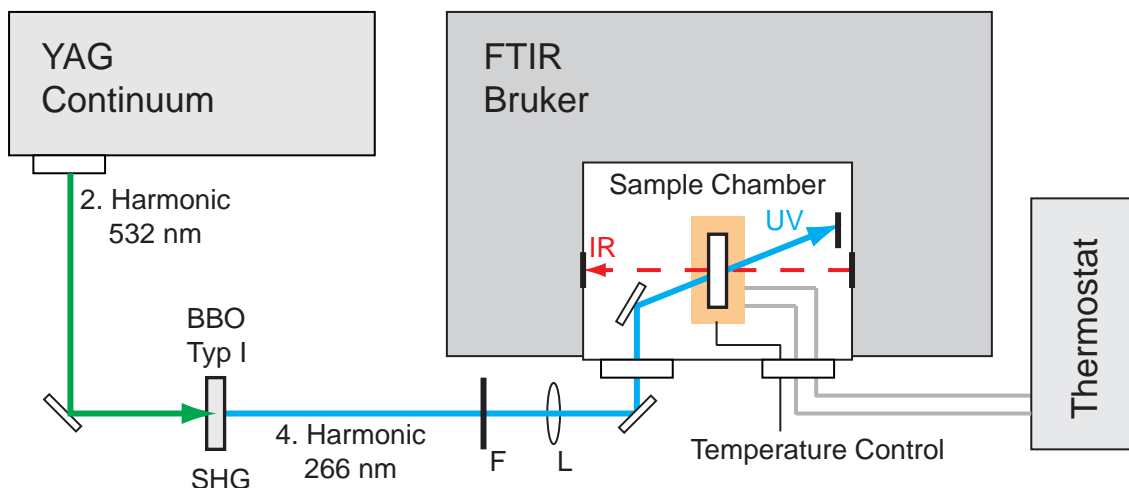 YAG
Continuum
2. Harmonic
532 nm
BBO
Typ I
SHG
4. Harmonic
266 nm
F
L
FTIR
Bruker
Sample Chamber
IR
UV
Temperature Control
Thermostat